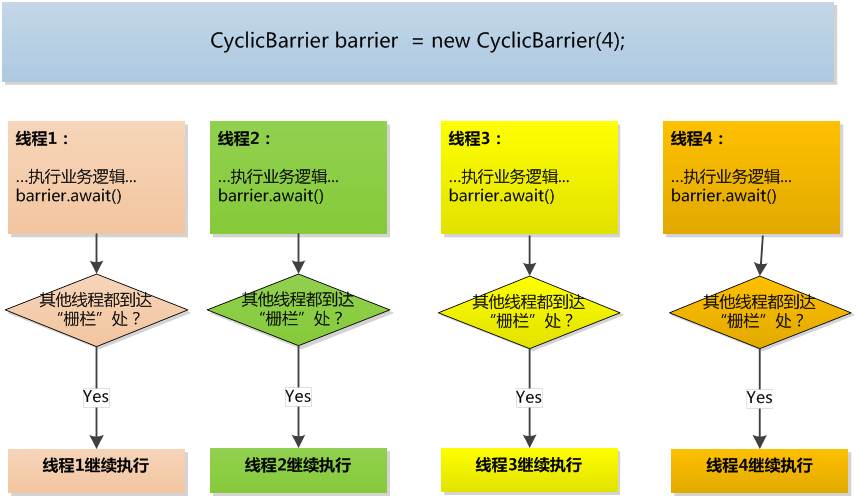 CyclicBarrier barrier  = new CyclicBarrier(4);
线程1：
...执行业务逻辑...
barrier.await()
线程2：
...执行业务逻辑...
barrier.await()
线程3：
...执行业务逻辑...
barrier.await()
线程4：
...执行业务逻辑...
barrier.await()
其他线程都到达
“栅栏”处？
其他线程都到达
“栅栏”处？
其他线程都到达
“栅栏”处？
其他线程都到达
“栅栏”处？
Yes
Yes
Yes
Yes
线程1继续执行
线程2继续执行
线程3继续执行
线程4继续执行